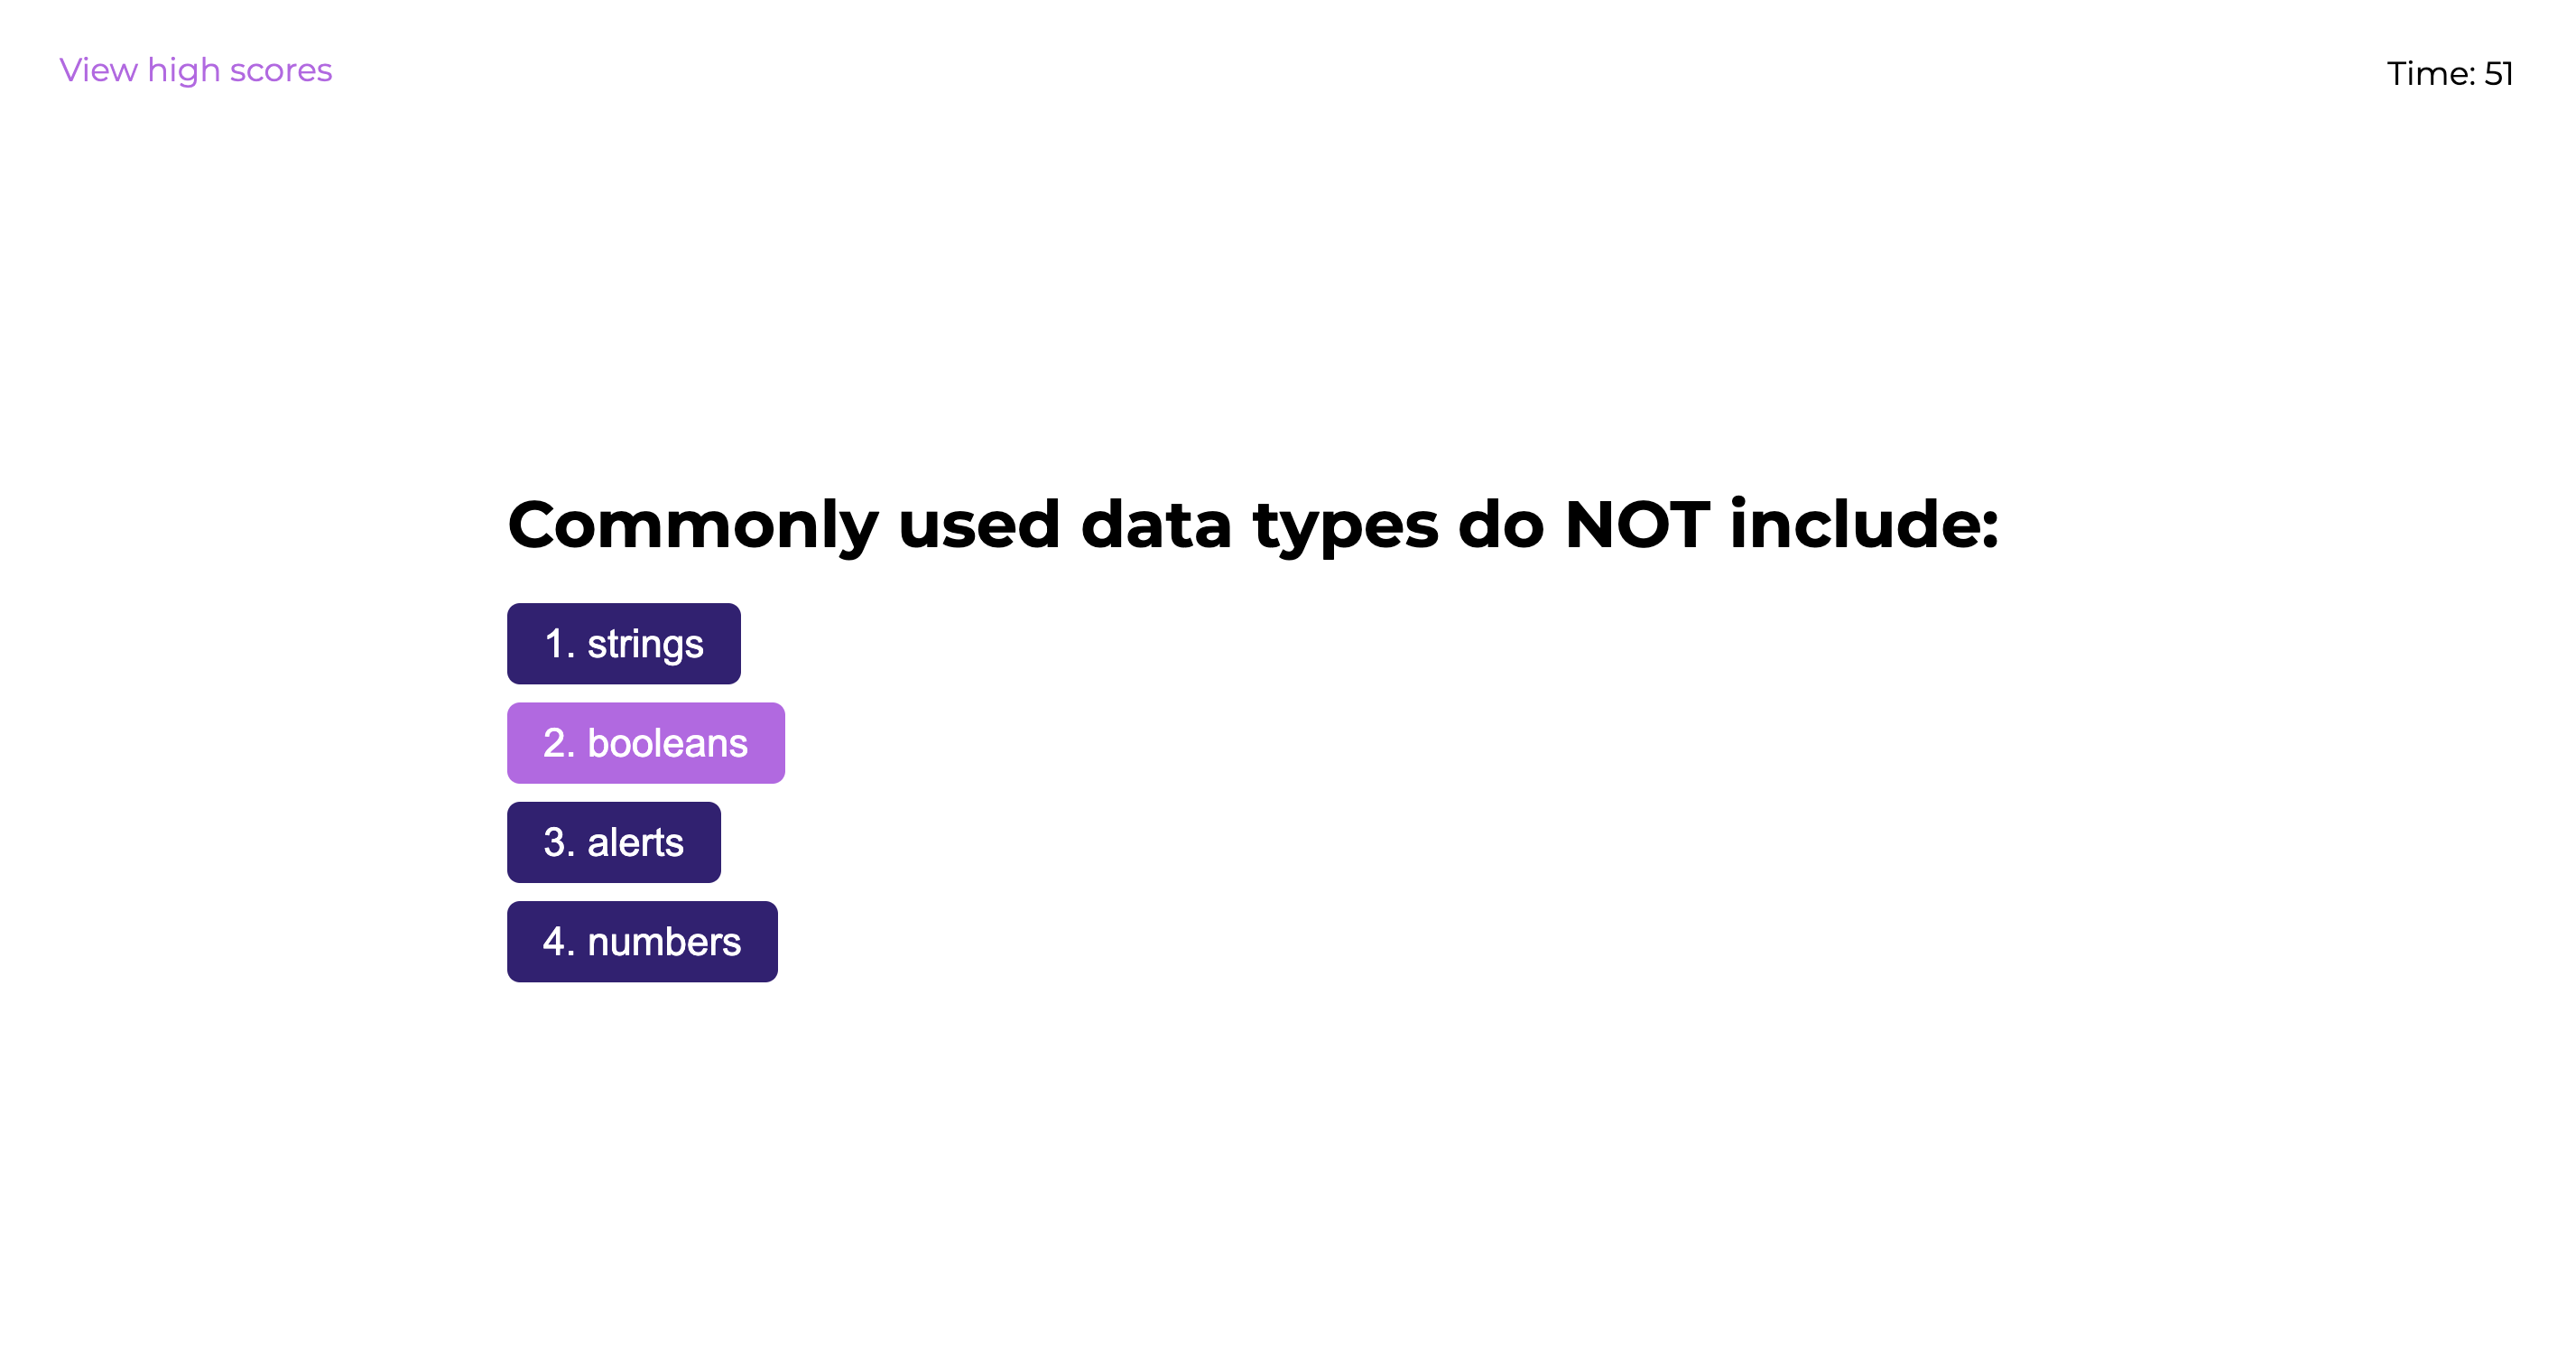 View high scores
Time: 51
Commonly used data types do NOT include:
1. strings
2. booleans
3. alerts
4. numbers